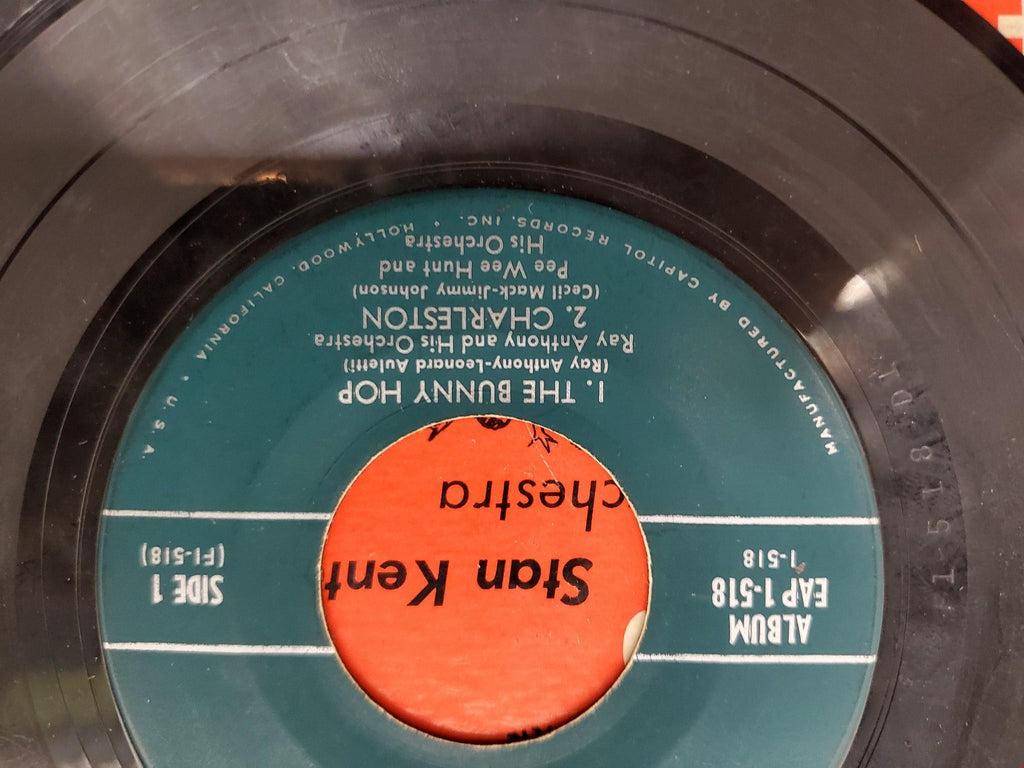 ALBUM
EAP 1-518
1-518
SIDE 1
(F1-518)
1. THE BUNNY HOP
(Ray Anthony-Leonard Auletti)
Ray Anthony and His Orchestra
2. CHARLESTON
(Cecil Mack-Jimmy Johnson)
Pee Wee Hunt and
His Orchestra
MANUFACTURED BY CAPITOL RECORDS, INC. • HOLLYWOOD, CALIFORNIA • U.S.A.
Stan Kent
chestra